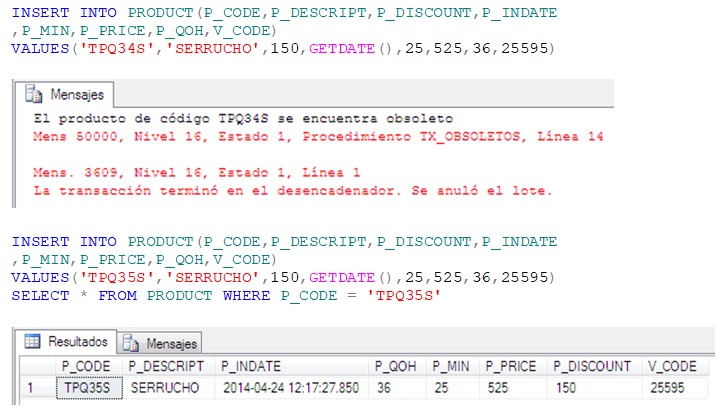 INSERT INTO PRODUCT(P_CODE,P_DESCRIPT,P_DISCOUNT,P_INDATE
,P_MIN,P_PRICE,P_QOH,V_CODE)
VALUES('TPQ34S','SERRUCHO',150,GETDATE(),25,525,36,25595)
Mensajes
El producto de código TPQ34S se encuentra obsoleto
Mens 50000, Nivel 16, Estado 1, Procedimiento TX_OBSOLETOS, Línea 14
Mens. 3609, Nivel 16, Estado 1, Línea 1
La transacción terminó en el desencadenador. Se anuló el lote.
INSERT INTO PRODUCT(P_CODE,P_DESCRIPT,P_DISCOUNT,P_INDATE
,P_MIN,P_PRICE,P_QOH,V_CODE)
VALUES('TPQ35S','SERRUCHO',150,GETDATE(),25,525,36,25595)
SELECT * FROM PRODUCT WHERE P_CODE = 'TPQ35S'
Resultados Mensajes
P_CODE P_DESCRIPT P_INDATE P_QOH P_MIN P_PRICE P_DISCOUNT V_CODE
1 TPQ35S SERRUCHO 2014-04-24 12:17:27.850 36 25 525 150 25595